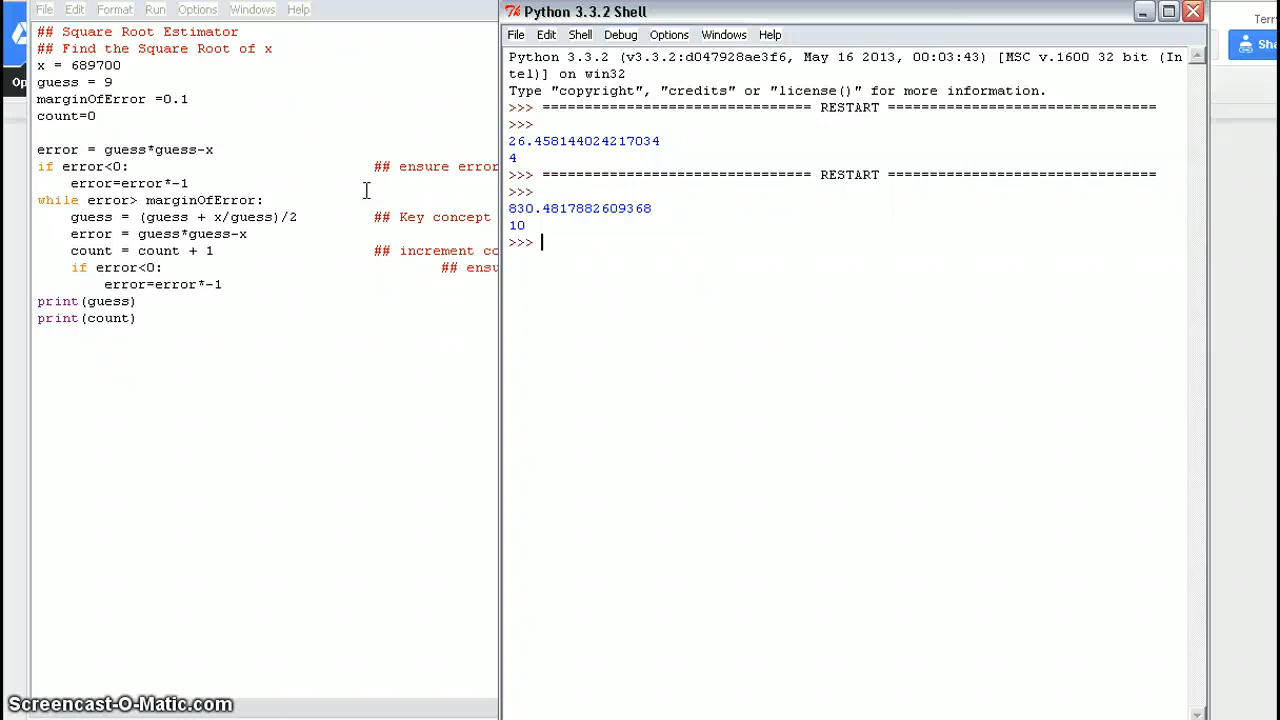 File Edit Format Run Options Windows Help
## Square Root Estimator
## Find the Square Root of x
x = 689700
guess = 9
marginOfError =0.1
count=0
error = guess*guess-x
if error<0: ## ensure error
error=error*-1
while error> marginOfError:
guess = (guess + x/guess)/2 ## Key concept
error = guess*guess-x
count = count + 1 ## increment co
if error<0: ## ensu
error=error*-1
print(guess)
print(count)
Python 3.3.2 Shell
File Edit Shell Debug Options Windows Help
Python 3.3.2 (v3.3.2:d047928ae3f6, May 16 2013, 00:03:43) [MSC v.1600 32 bit (In
tel)] on win32
Type "copyright", "credits" or "license()" for more information.
>>> ================================ RESTART ================================
>>>
26.458144024217034
4
>>> ================================ RESTART ================================
>>>
830.4817882609368
10
>>>
Op
Terr
Sha
Screencast-O-Matic.com